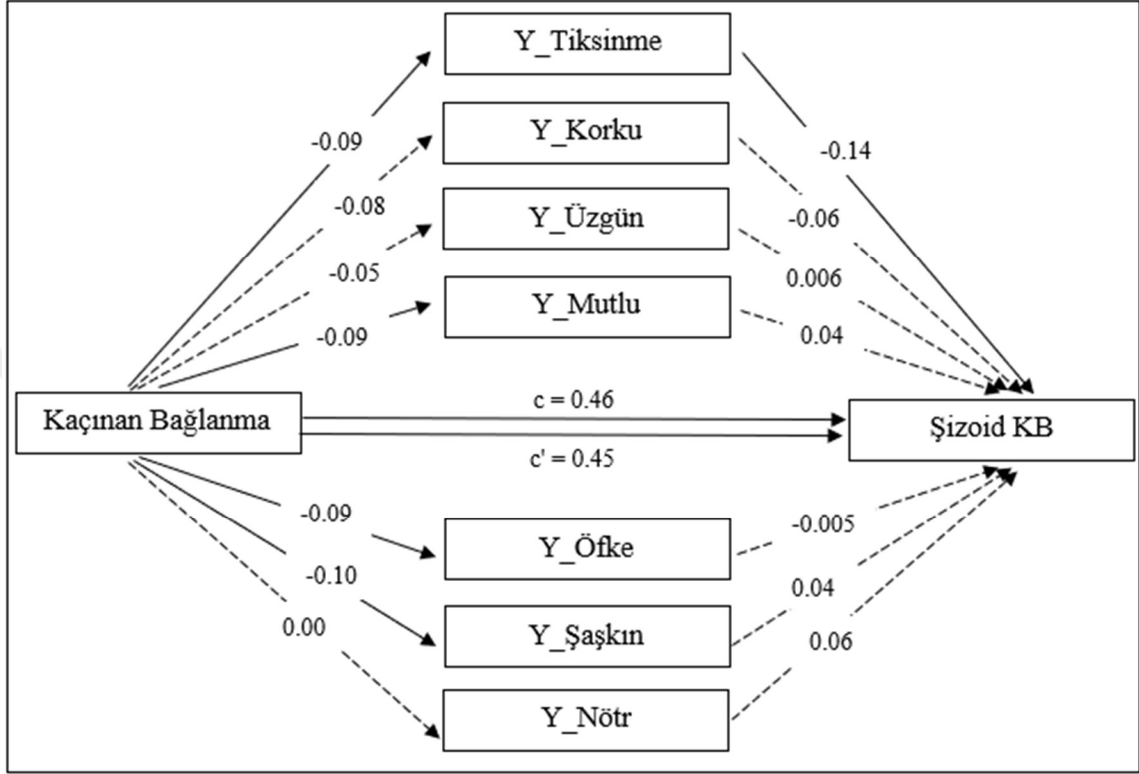 Y_Tiksinme
-0.09
-0.14
Y_Korku
-0.08
-0.06
Y_Üzgün
-0.05
0.006
Y_Mutlu
-0.09
0.04
Kaçınan Bağlanma
c = 0.46
c' = 0.45
Şizoid KB
-0.09
Y_Öfke
-0.005
-0.10
0.04
0.00
Y_Şaşkın
0.06
Y_Nötr